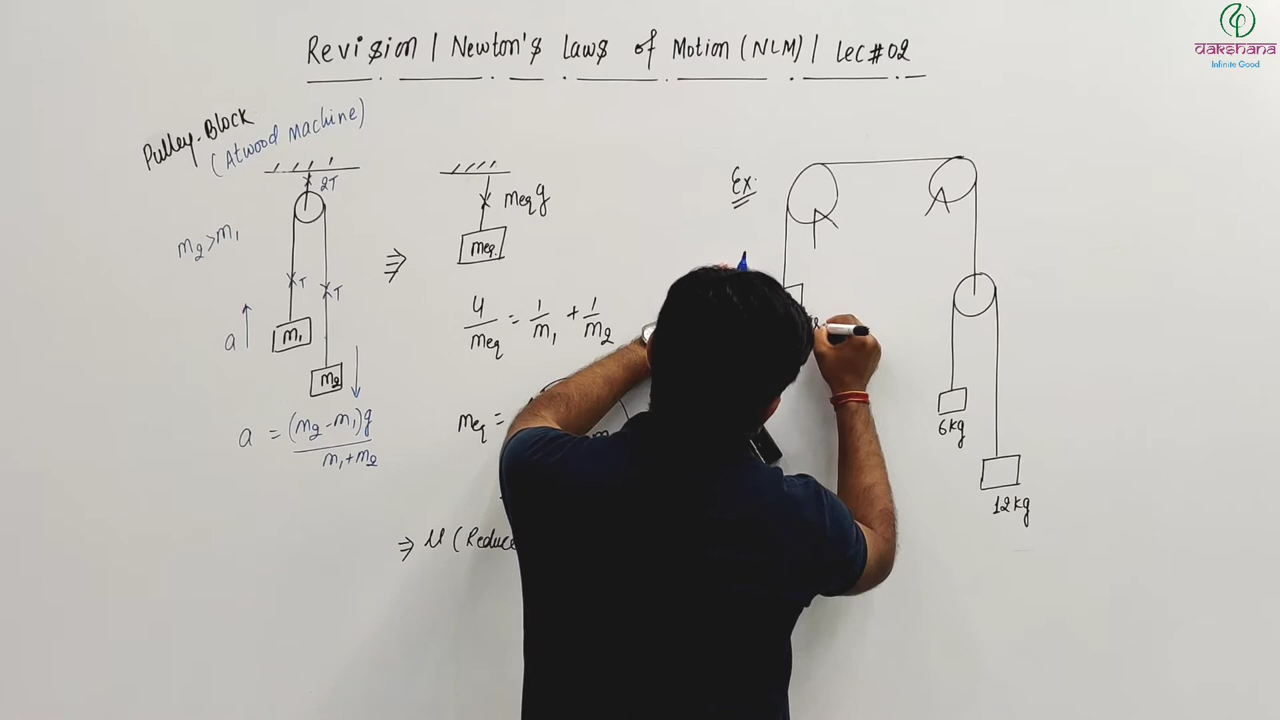 Revision | Newton's Laws of Motion (NLM) | Lec#02
dakshana
Infinite Good
Pulley-Block
(Atwood Machine)
2T
m2>m1
T
T
a
m1
m2
a = (m2-m1)g
m1+m2
meqg
meq.
4/meq = 1/m1 + 1/m2
meq =
⇒ μ (Reduce
Ex:
6kg
12kg